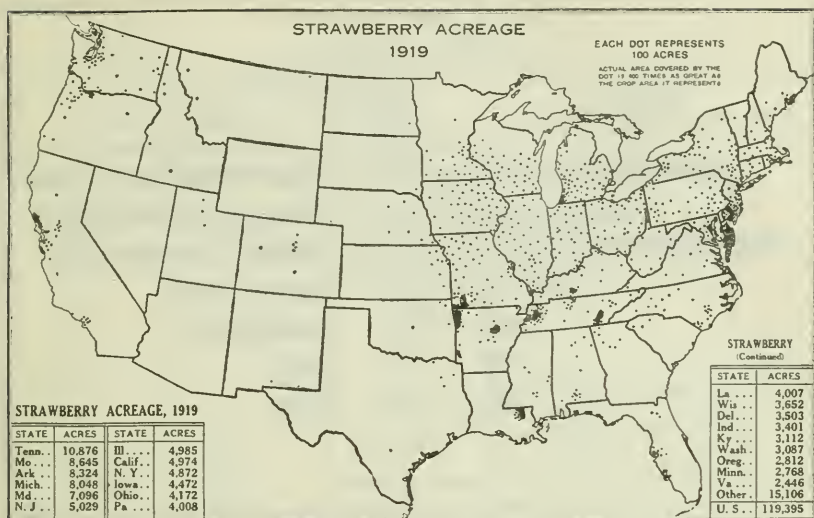 STRAWBERRY ACREAGE
1919
EACH DOT REPRESENTS
100 ACRES
ACTUAL AREA COVERED BY THE
DOT IS 400 TIMES AS GREAT AS
THE CROP AREA IT REPRESENTS
STRAWBERRY ACREAGE, 1919
STATE ACRES STATE ACRES
Tenn.. 10,876 Ill.... 4,985
Mo... 8,645 Calif.. 4,974
Ark... 8,324 N. Y.. 4,872
Mich.. 8,048 Iowa.. 4,472
Md... 7,096 Ohio.. 4,172
N. J.. 5,029 Pa... 4,008
STRAWBERRY
(Continued)
STATE ACRES
La... 4,007
Wis.. 3,652
Del... 3,503
Ind... 3,401
Ky... 3,112
Wash. 3,087
Oreg.. 2,812
Minn.. 2,768
Va... 2,446
Other. 15,106
U. S.. 119,395